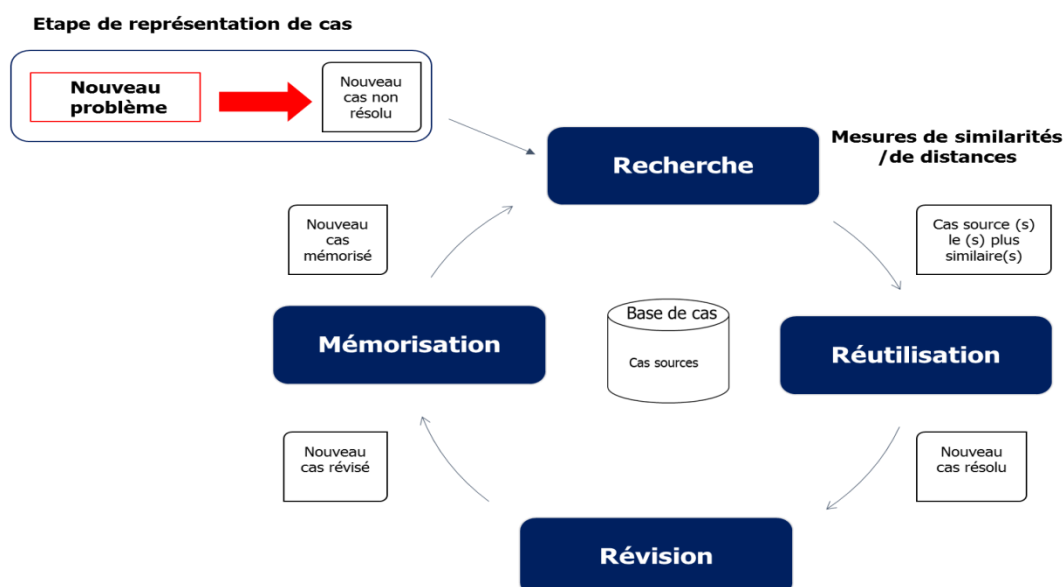 Etape de représentation de cas
Nouveau
problème
Nouveau
cas non
résolu
Recherche
Mesures de similarités
/de distances
Nouveau
cas
mémorisé
Cas source (s)
le (s) plus
similaire(s)
Mémorisation
Base de cas
Cas sources
Réutilisation
Nouveau
cas révisé
Nouveau
cas résolu
Révision